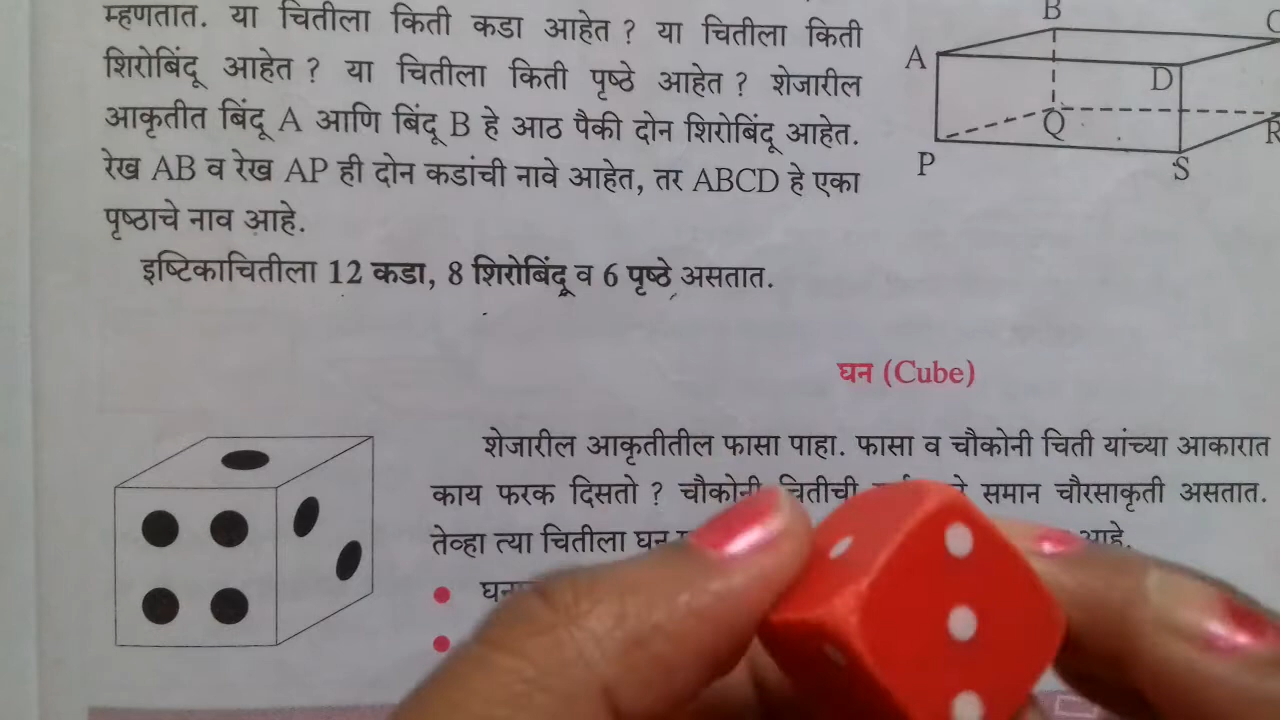 म्हणतात. या चितीला किती कडा आहेत ? या चितीला किती
शिरोबिंदू आहेत ? या चितीला किती पृष्ठे आहेत ? शेजारील
आकृतीत बिंदू A आणि बिंदू B हे आठ पैकी दोन शिरोबिंदू आहेत.
रेख AB व रेख AP ही दोन कडांची नावे आहेत, तर ABCD हे एका
पृष्ठाचे नाव आहे.
B
C
A
D
Q
R
P
S
इष्टिकाचितीला 12 कडा, 8 शिरोबिंदू व 6 पृष्ठे असतात.
घन (Cube)
शेजारील आकृतीतील फासा पाहा. फासा व चौकोनी चिती यांच्या आकारात
काय फरक दिसतो ? चौकोनी चितीची समान चौरसाकृती असतात.
तेव्हा त्या चितीला घन आहे.